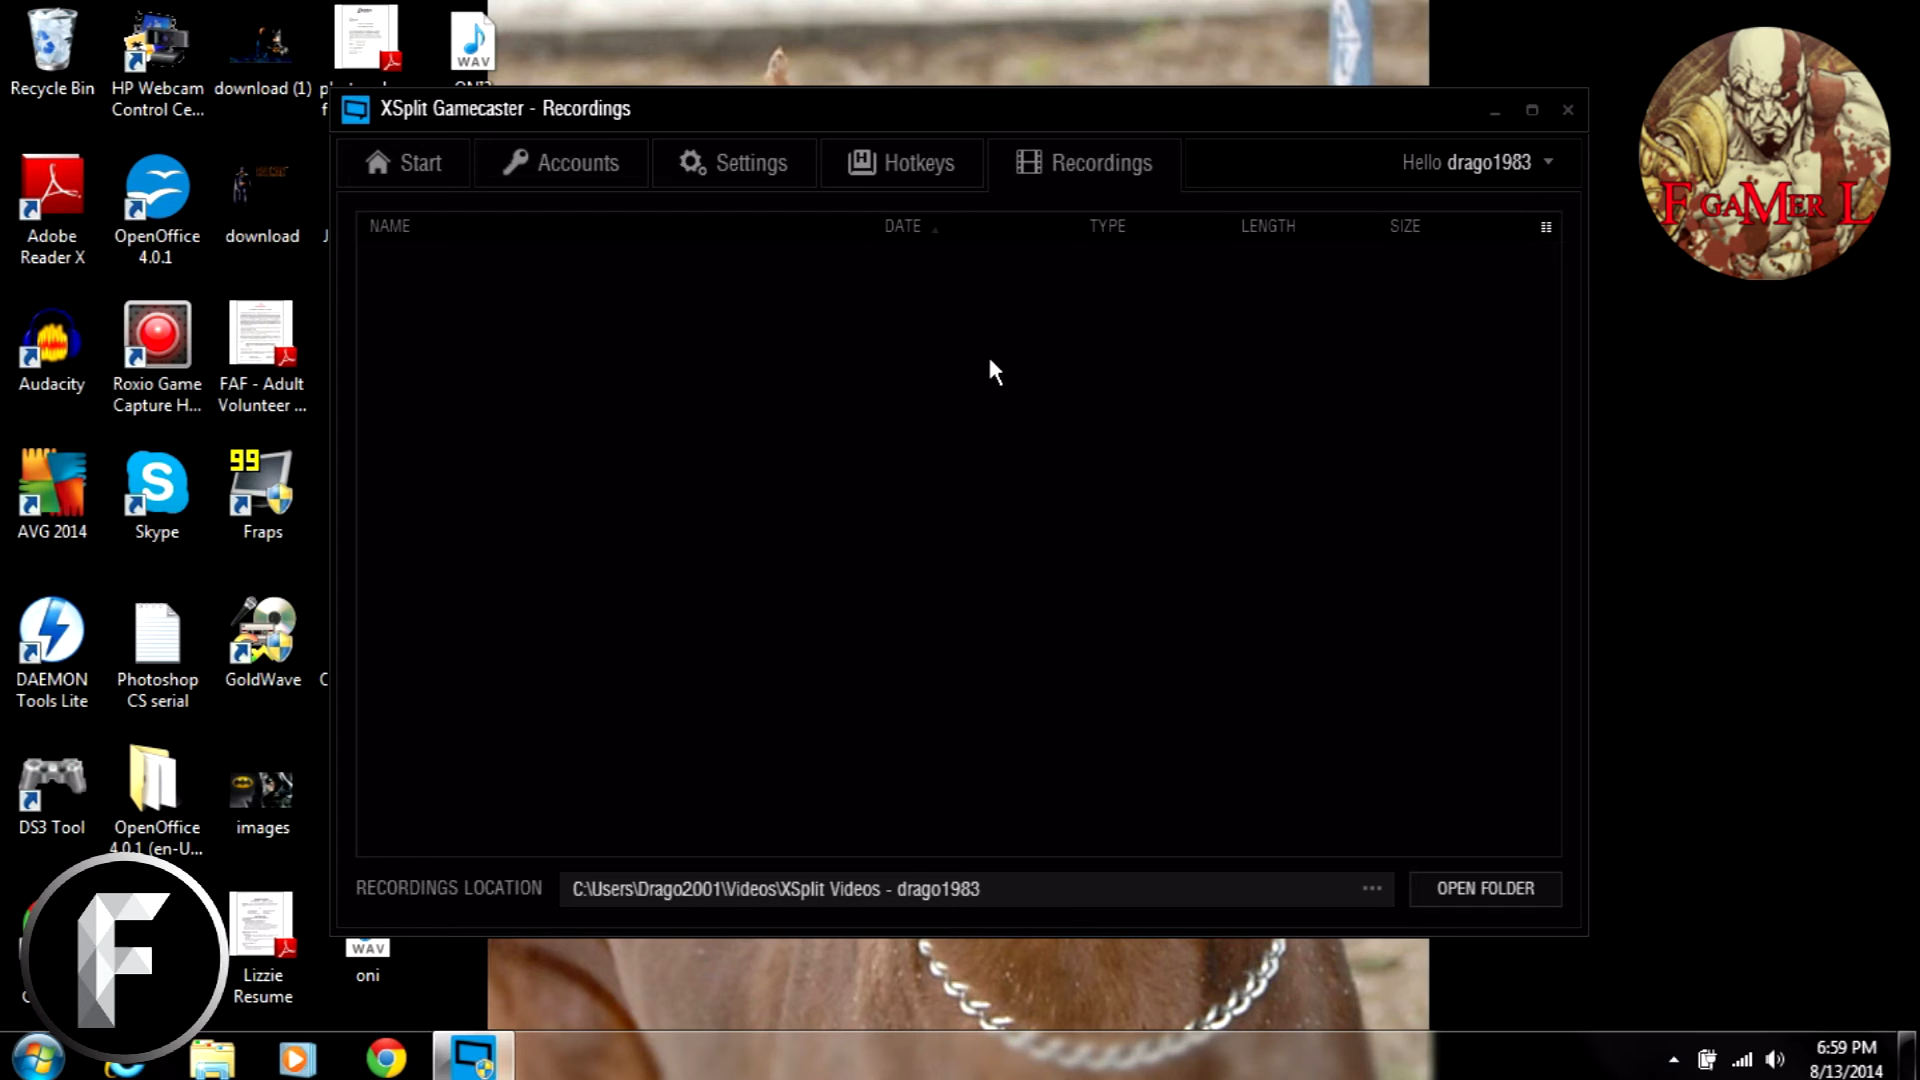 Recycle Bin
HP Webcam
Control Ce...
download (1)
WAV
XSplit Gamecaster - Recordings
Start
Accounts
Settings
Hotkeys
Recordings
Hello drago1983
NAME
DATE
TYPE
LENGTH
SIZE
F GAMER L
Adobe
Reader X
OpenOffice
4.0.1
download
Audacity
Roxio Game
Capture H...
FAF - Adult
Volunteer ...
AVG 2014
Skype
99
Fraps
DAEMON
Tools Lite
Photoshop
CS serial
GoldWave
DS3 Tool
OpenOffice
4.0.1 (en-U...
images
RECORDINGS LOCATION
C:\Users\Drago2001\Videos\XSplit Videos - drago1983
OPEN FOLDER
F
Lizzie
Resume
WAV
oni
6:59 PM
8/13/2014